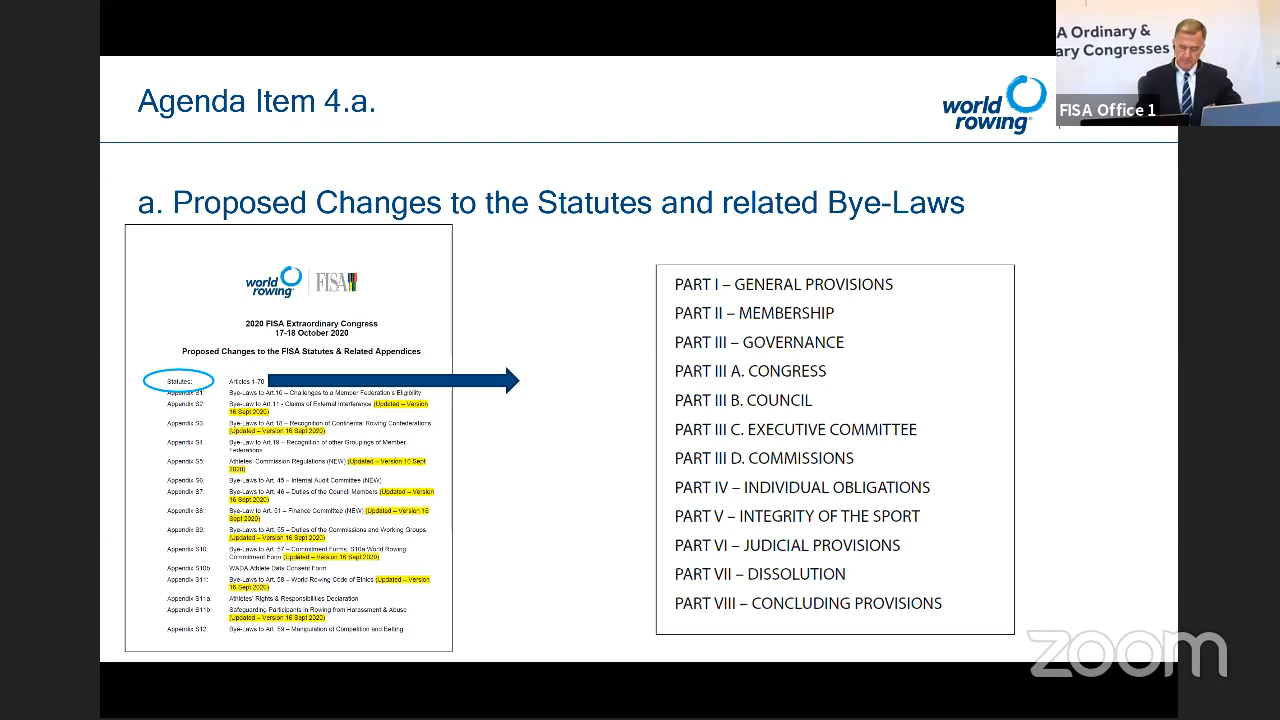 Agenda Item 4.a.
world
rowing
A Ordinary &
ary Congresses
FISA Office 1
a. Proposed Changes to the Statutes and related Bye-Laws
world
rowing
FISA
2020 FISA Extraordinary Congress
17-18 October 2020
Proposed Changes to the FISA Statutes & Related Appendices
Statutes: Articles 1-70
Appendix S1: Bye-Laws to Art.10 – Challenges to a Member Federation's Eligibility
Appendix S2: Bye-Law to Art.11 - Claims of External Interference (Updated – Version
16 Sept 2020)
Appendix S3: Bye-Laws to Art.18 – Recognition of Continental Rowing Confederations
(Updated – Version 16 Sept 2020)
Appendix S4: Bye-Law to Art.19 – Recognition of other Groupings of Member
Federations
Appendix S5: Athletes' Commission Regulations (NEW) (Updated – Version 16 Sept
2020)
Appendix S6: Bye-Laws to Art. 45 – Internal Audit Committee (NEW)
Appendix S7: Bye-Laws to Art. 46 – Duties of the Council Members (Updated – Version
16 Sept 2020)
Appendix S8: Bye-Law to Art. 51 – Finance Committee (NEW) (Updated – Version 16
Sept 2020)
Appendix S9: Bye-Laws to Art. 55 – Duties of the Commissions and Working Groups
(Updated – Version 16 Sept 2020)
Appendix S10: Bye-Laws to Art. 57 – Commitment Forms; S10a World Rowing
Commitment Form (Updated – Version 16 Sept 2020)
Appendix S10b: WADA Athlete Data Consent Form
Appendix S11: Bye-Laws to Art. 58 – World Rowing Code of Ethics (Updated – Version
16 Sept 2020)
Appendix S11a: Athletes' Rights & Responsibilities Declaration
Appendix S11b: Safeguarding Participants in Rowing from Harassment & Abuse
(Updated – Version 16 Sept 2020)
Appendix S12: Bye-Laws to Art. 59 – Manipulation of Competition and Betting
PART I – GENERAL PROVISIONS
PART II – MEMBERSHIP
PART III – GOVERNANCE
PART III A. CONGRESS
PART III B. COUNCIL
PART III C. EXECUTIVE COMMITTEE
PART III D. COMMISSIONS
PART IV – INDIVIDUAL OBLIGATIONS
PART V – INTEGRITY OF THE SPORT
PART VI – JUDICIAL PROVISIONS
PART VII – DISSOLUTION
PART VIII – CONCLUDING PROVISIONS
zoom